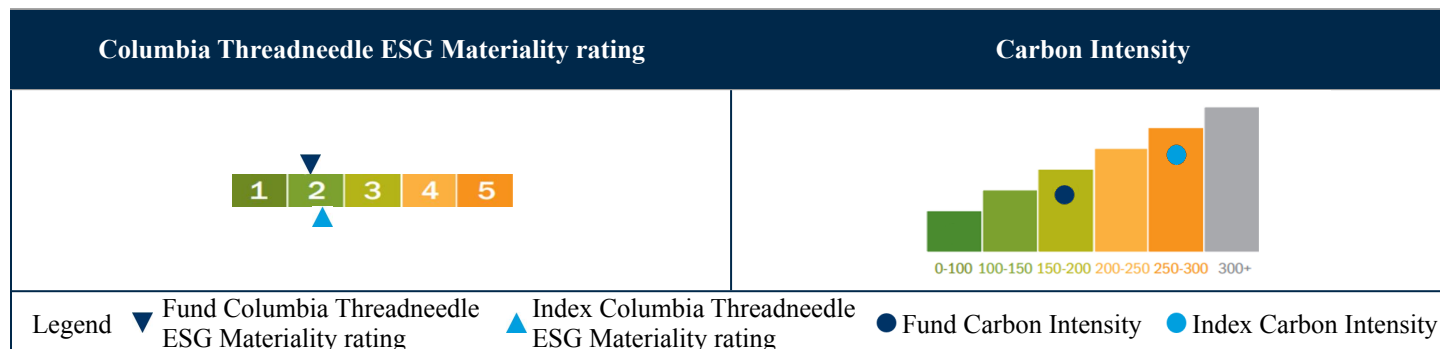 Columbia Threadneedle ESG Materiality rating
Carbon Intensity
1 2 3 4 5
0-100 100-150 150-200 200-250 250-300 300+
Legend
Fund Columbia Threadneedle
ESG Materiality rating
Index Columbia Threadneedle
ESG Materiality rating
Fund Carbon Intensity
Index Carbon Intensity